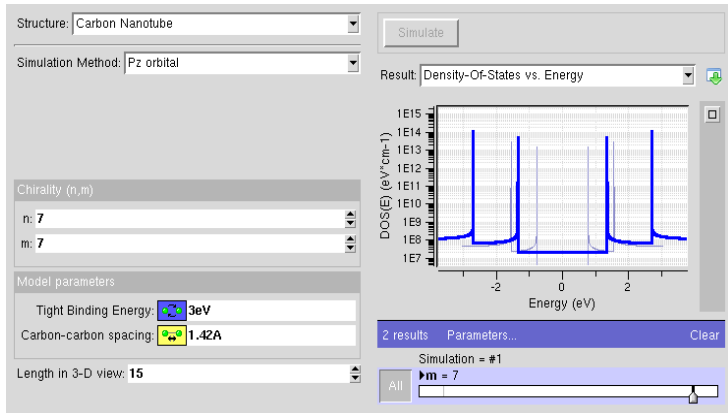 Structure: Carbon Nanotube
Simulation Method: Pz orbital
Chirality (n,m)
n: 7
m: 7
Model parameters
Tight Binding Energy: 3eV
Carbon-carbon spacing: 1.42A
Length in 3-D view: 15
Simulate
Result: Density-Of-States vs. Energy
DOS(E) (eV*cm-1)
1E15
1E14
1E13
1E12
1E11
1E10
1E9
1E8
1E7
-2 0 2
Energy (eV)
2 results Parameters... Clear
Simulation = #1
All
m = 7